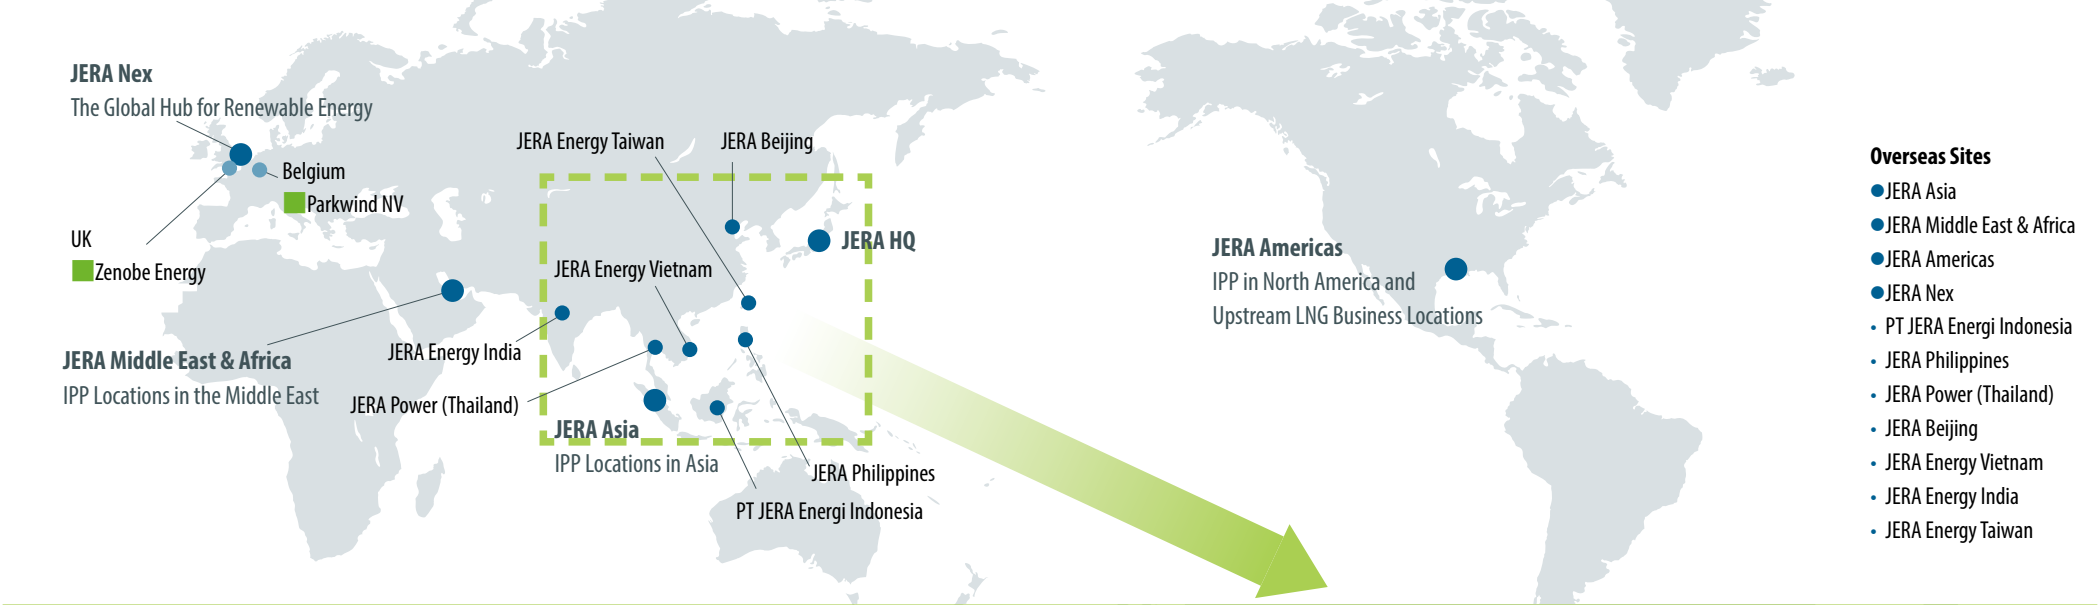 JERA Nex
The Global Hub for Renewable Energy
Belgium
Parkwind NV
UK
Zenobe Energy
JERA Middle East & Africa
IPP Locations in the Middle East
JERA Energy Taiwan
JERA Beijing
JERA HQ
JERA Energy Vietnam
JERA Energy India
JERA Power (Thailand)
JERA Asia
IPP Locations in Asia
JERA Philippines
PT JERA Energi Indonesia
JERA Americas
IPP in North America and
Upstream LNG Business Locations
Overseas Sites
●JERA Asia
●JERA Middle East & Africa
●JERA Americas
●JERA Nex
• PT JERA Energi Indonesia
• JERA Philippines
• JERA Power (Thailand)
• JERA Beijing
• JERA Energy Vietnam
• JERA Energy India
• JERA Energy Taiwan